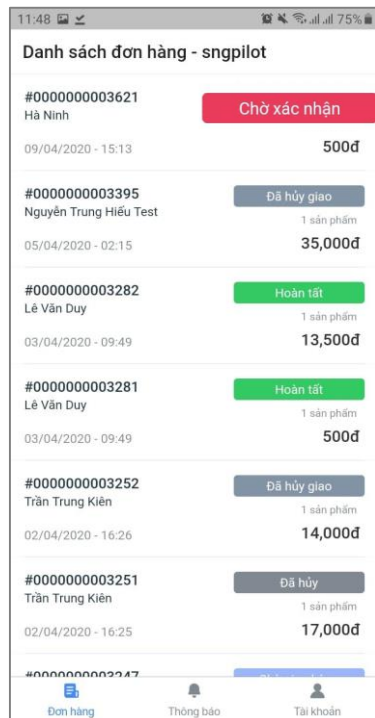 11:48 75%
Danh sách đơn hàng - sngpilot
#0000000003621
Chờ xác nhận
Hà Ninh
09/04/2020 - 15:13 500đ
#0000000003395
Đã hủy giao
Nguyễn Trung Hiếu Test
1 sản phẩm
05/04/2020 - 02:15 35,000đ
#0000000003282
Hoàn tất
Lê Văn Duy
1 sản phẩm
03/04/2020 - 09:49 13,500đ
#0000000003281
Hoàn tất
Lê Văn Duy
1 sản phẩm
03/04/2020 - 09:49 500đ
#0000000003252
Đã hủy giao
Trần Trung Kiên
1 sản phẩm
02/04/2020 - 16:26 14,000đ
#0000000003251
Đã hủy
Trần Trung Kiên
1 sản phẩm
02/04/2020 - 16:25 17,000đ
#0000000003247
Đơn hàng Thông báo Tài khoản